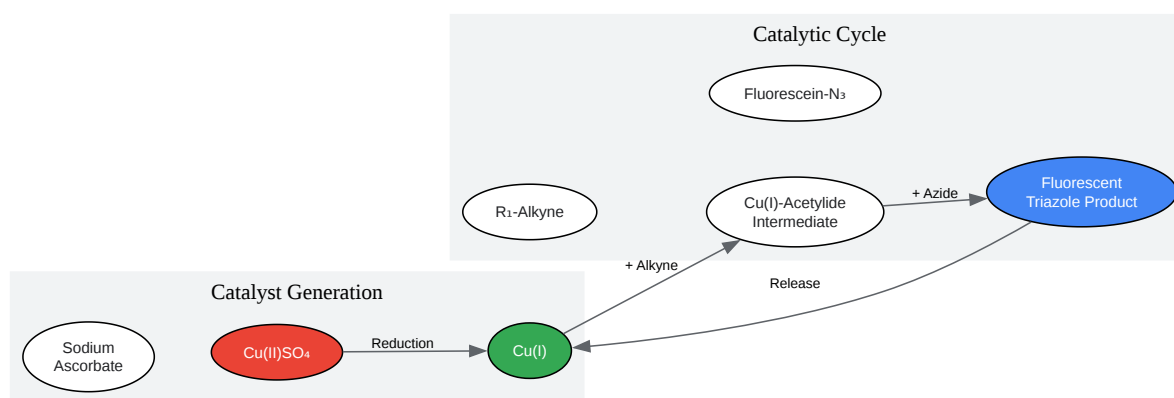 Catalytic Cycle
Fluorescein-N₃
R₁-Alkyne
Cu(I)-Acetylide
Intermediate
+ Azide
Fluorescent
Triazole Product
+ Alkyne
Release
Catalyst Generation
Sodium
Ascorbate
Cu(II)SO₄
Reduction
Cu(I)